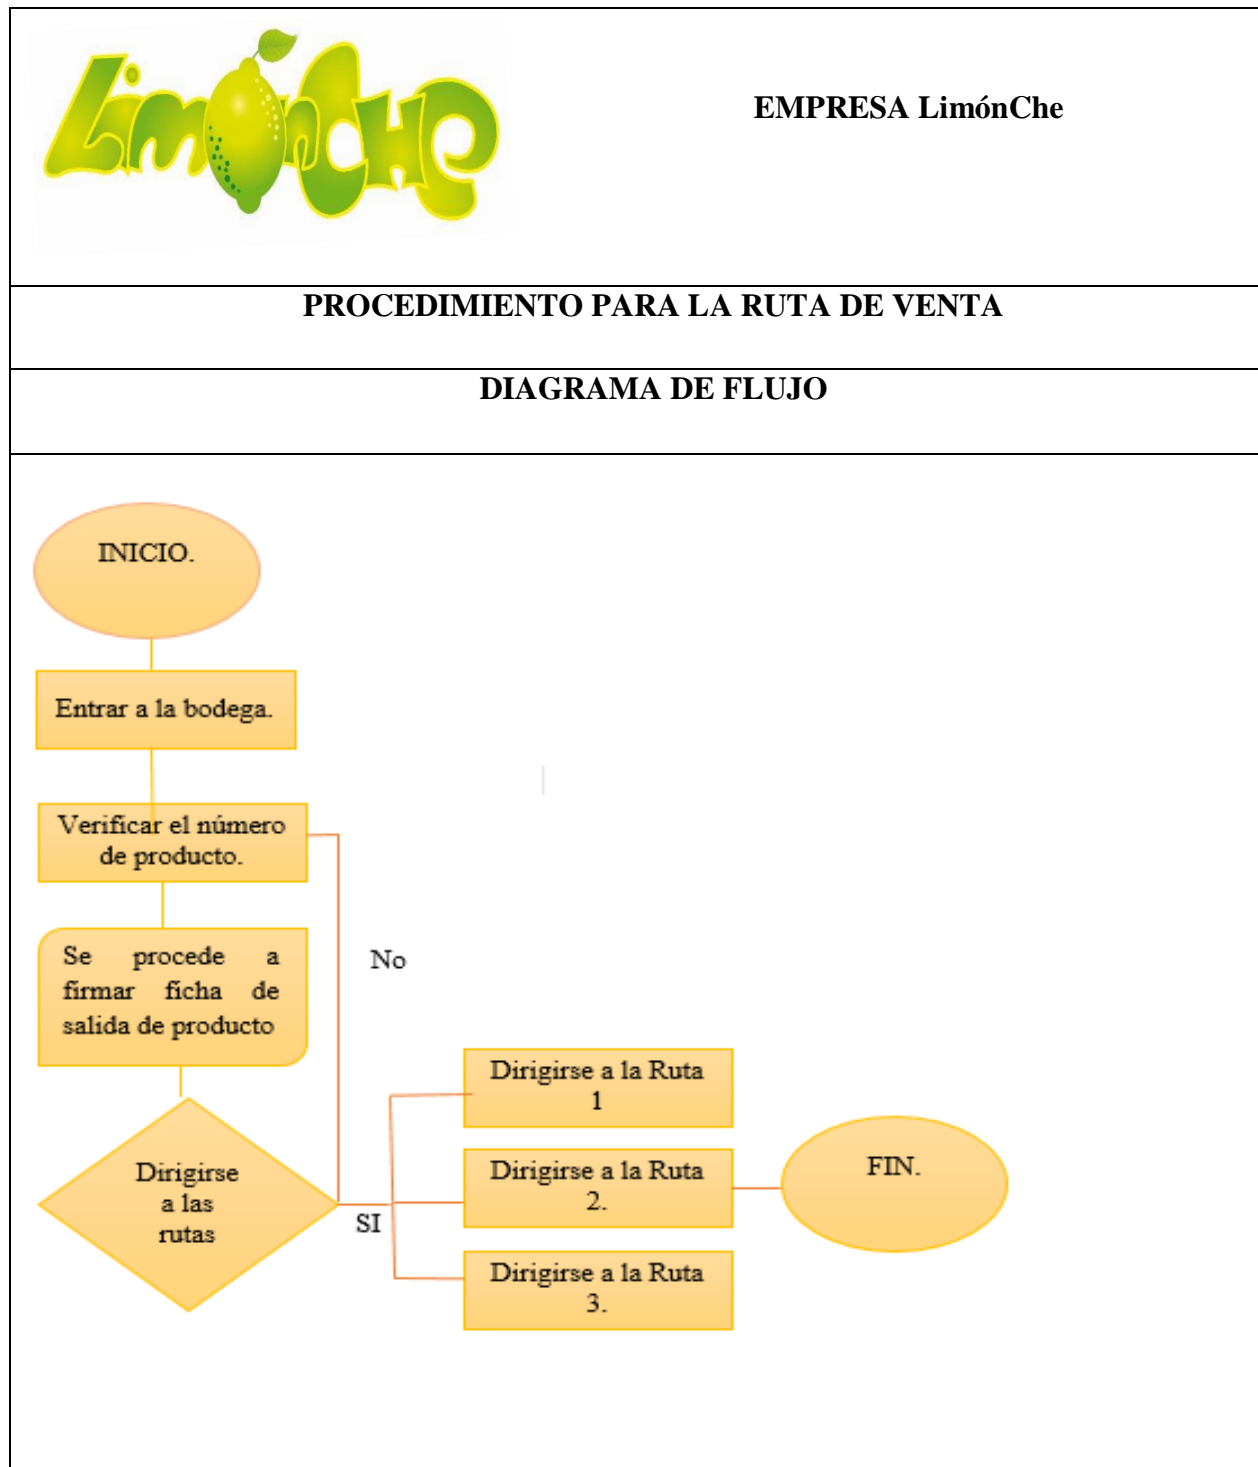 LimónCHe
EMPRESA LimónChe
PROCEDIMIENTO PARA LA RUTA DE VENTA
DIAGRAMA DE FLUJO
INICIO.
Entrar a la bodega.
Verificar el número
de producto.
Se procede a
firmar ficha de
salida de producto
No
Dirigirse
a las
rutas
SI
Dirigirse a la Ruta
1
Dirigirse a la Ruta
2.
Dirigirse a la Ruta
3.
FIN.